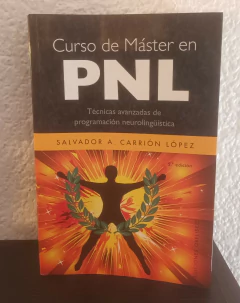 Curso de Máster en
PNL
Técnicas avanzadas de
programación neurolingüística
SALVADOR A. CARRIÓN LÓPEZ